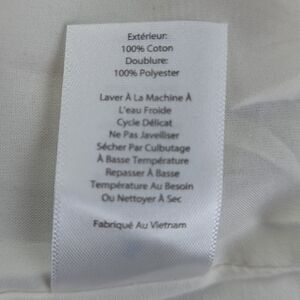 Extérieur:
100% Coton
Doublure:
100% Polyester
Laver À La Machine À
L'eau Froide
Cycle Délicat
Ne Pas Javelliser
Sécher Par Culbutage
À Basse Température
Repasser À Basse
Température Au Besoin
Ou Nettoyer À Sec
Fabriqué Au Vietnam